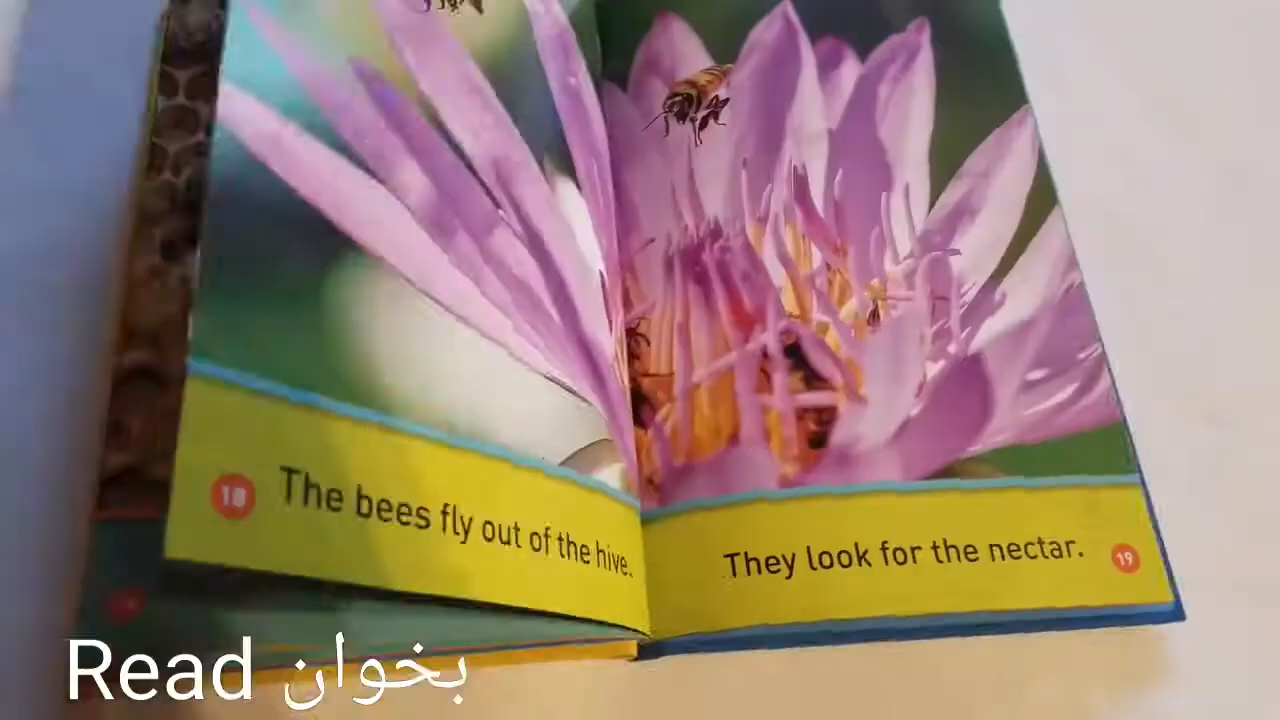 18 The bees fly out of the hive.
They look for the nectar. 19
Read بخوان